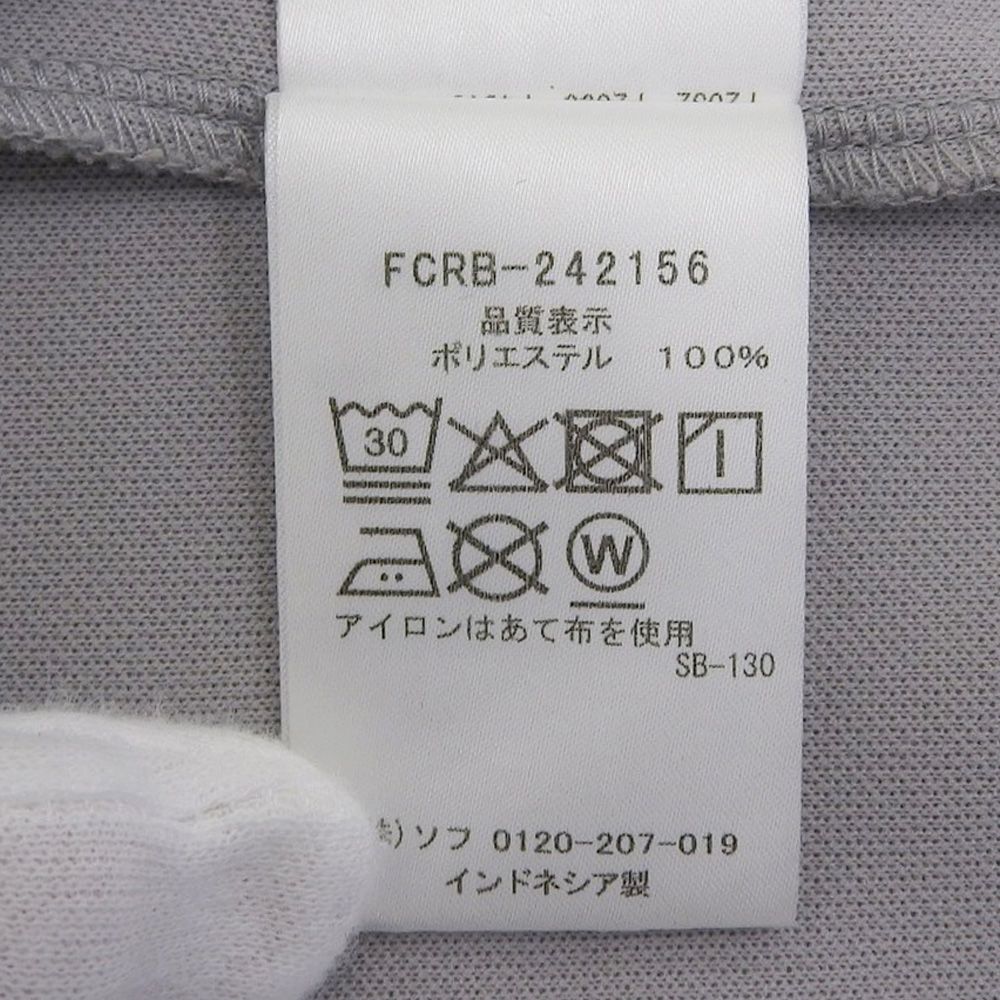 FCRB-242156
品質表示
ポリエステル 100%
30
W
アイロンはあて布を使用
SB-130
ソフ 0120-207-019
インドネシア製